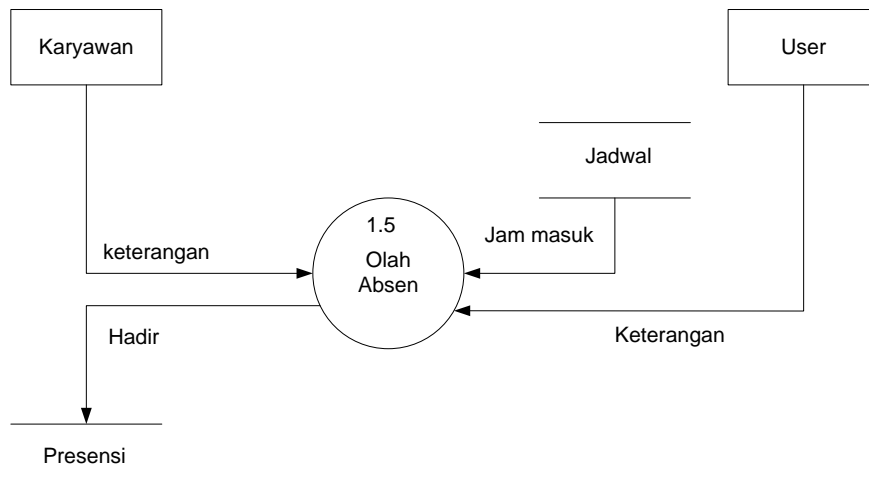 Karyawan
User
Jadwal
1.5
Olah
Absen
Jam masuk
keterangan
Hadir
Keterangan
Presensi